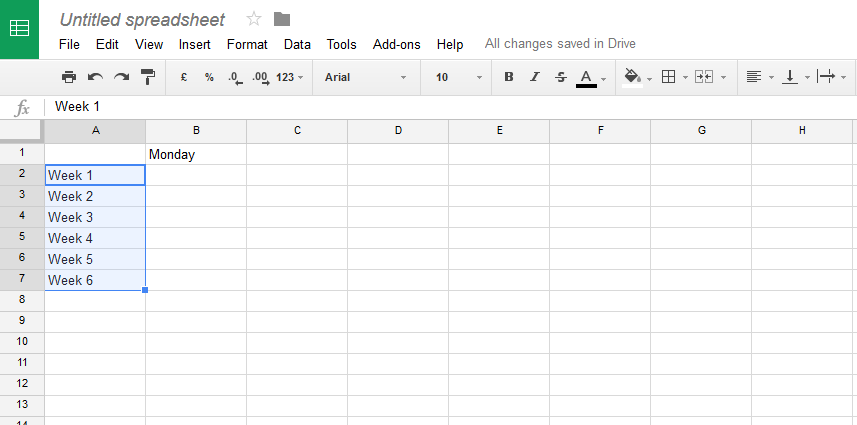 Untitled spreadsheet
File Edit View Insert Format Data Tools Add-ons Help All changes saved in Drive
£ % .0 .00 123 Arial 10 B I S A
fx Week 1
A B C D E F G H
1 Monday
2 Week 1
3 Week 2
4 Week 3
5 Week 4
6 Week 5
7 Week 6
8
9
10
11
12
13
14